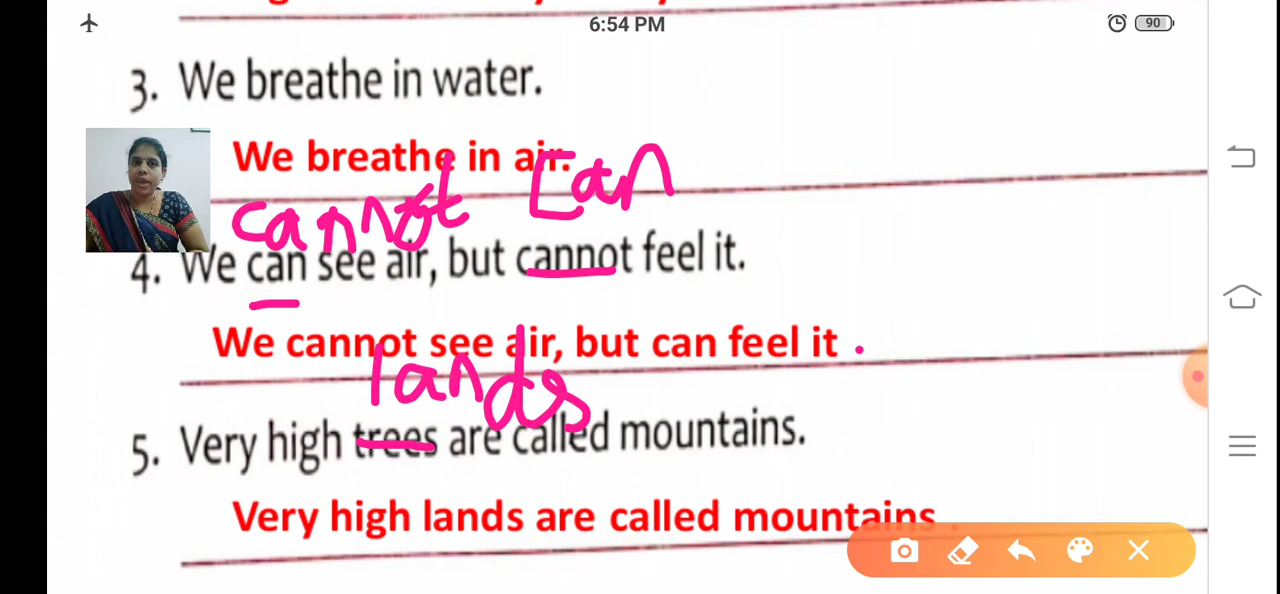 6:54 PM
90
3. We breathe in water.
We breathe in air.
cannot can
4. We can see air, but cannot feel it.
We cannot see air, but can feel it .
lands
5. Very high trees are called mountains.
Very high lands are called mountains .